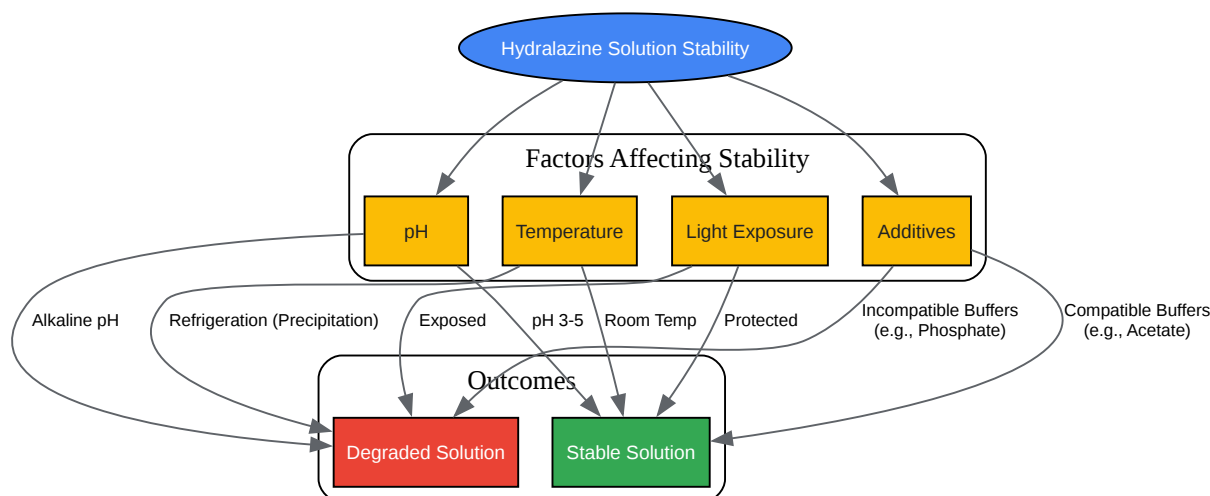 Hydralazine Solution Stability
Factors Affecting Stability
pH
Temperature
Light Exposure
Additives
Alkaline pH
Refrigeration (Precipitation)
Exposed
pH 3-5
Room Temp
Protected
Incompatible Buffers
(e.g., Phosphate)
Compatible Buffers
(e.g., Acetate)
Outcomes
Degraded Solution
Stable Solution